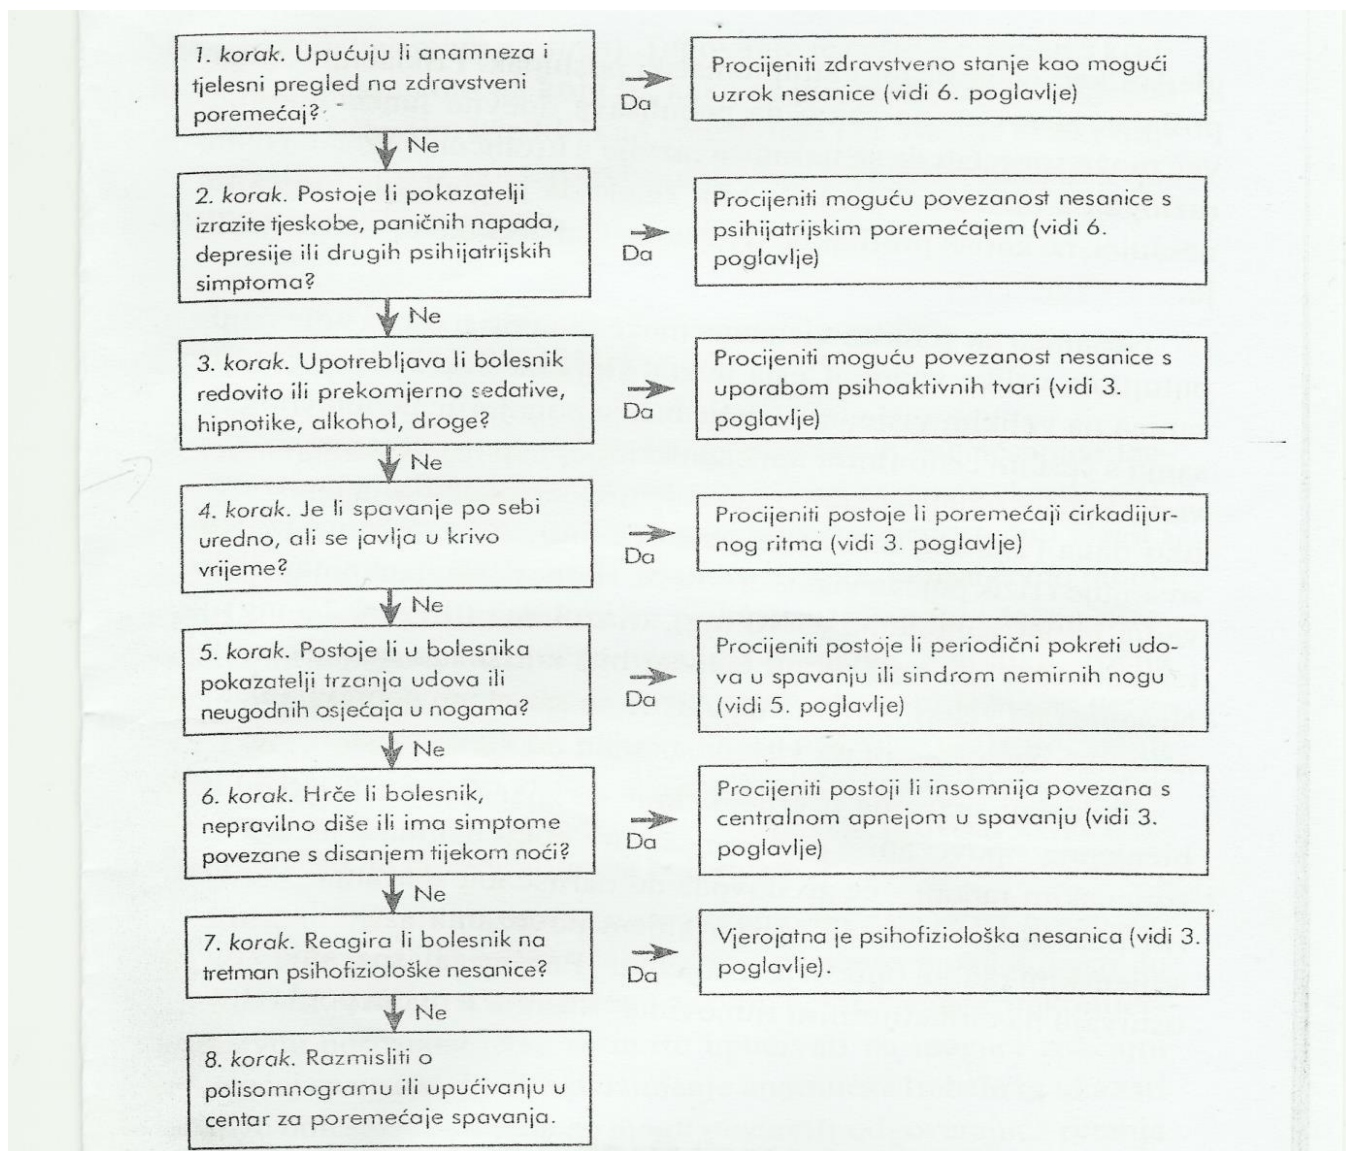 1. korak. Upućuju li anamneza i
tjelesni pregled na zdravstveni
poremećaj?
Da
Procijeniti zdravstveno stanje kao mogući
uzrok nesanice (vidi 6. poglavlje)
Ne
2. korak. Postoje li pokazatelji
izrazite tjeskobe, paničnih napada,
depresije ili drugih psihijatrijskih
simptoma?
Da
Procijeniti moguću povezanost nesanice s
psihijatrijskim poremećajem (vidi 6.
poglavlje)
Ne
3. korak. Upotrebljava li bolesnik
redovito ili prekomjerno sedative,
hipnotike, alkohol, droge?
Da
Procijeniti moguću povezanost nesanice s
uporabom psihoaktivnih tvari (vidi 3.
poglavlje)
Ne
4. korak. Je li spavanje po sebi
uredno, ali se javlja u krivo
vrijeme?
Da
Procijeniti postoje li poremećaji cirkadijur-
nog ritma (vidi 3. poglavlje)
Ne
5. korak. Postoje li u bolesnika
pokazatelji trzanja udova ili
neugodnih osjećaja u nogama?
Da
Procijeniti postoje li periodični pokreti udo-
va u spavanju ili sindrom nemirnih nogu
(vidi 5. poglavlje)
Ne
6. korak. Hrče li bolesnik,
nepravilno diše ili ima simptome
povezane s disanjem tijekom noći?
Da
Procijeniti postoji li insomnija povezana s
centralnom apnejom u spavanju (vidi 3.
poglavlje)
Ne
7. korak. Reagira li bolesnik na
tretman psihofiziološke nesanice?
Da
Vjerojatna je psihofiziološka nesanica (vidi 3.
poglavlje).
Ne
8. korak. Razmisliti o
polisomnogramu ili upućivanju u
centar za poremećaje spavanja.